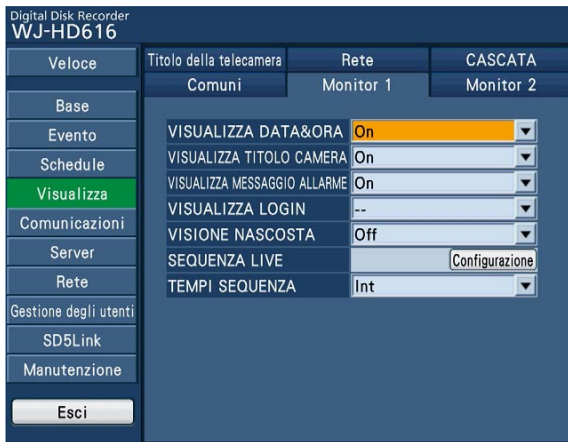 Digital Disk Recorder
WJ-HD616
Veloce
Base
Evento
Schedule
Visualizza
Comunicazioni
Server
Rete
Gestione degli utenti
SD5Link
Manutenzione
Esci
Titolo della telecamera Rete CASCATA
Comuni Monitor 1 Monitor 2
VISUALIZZA DATA&ORA On
VISUALIZZA TITOLO CAMERA On
VISUALIZZA MESSAGGIO ALLARME On
VISUALIZZA LOGIN --
VISIONE NASCOSTA Off
SEQUENZA LIVE Configurazione
TEMPI SEQUENZA Int